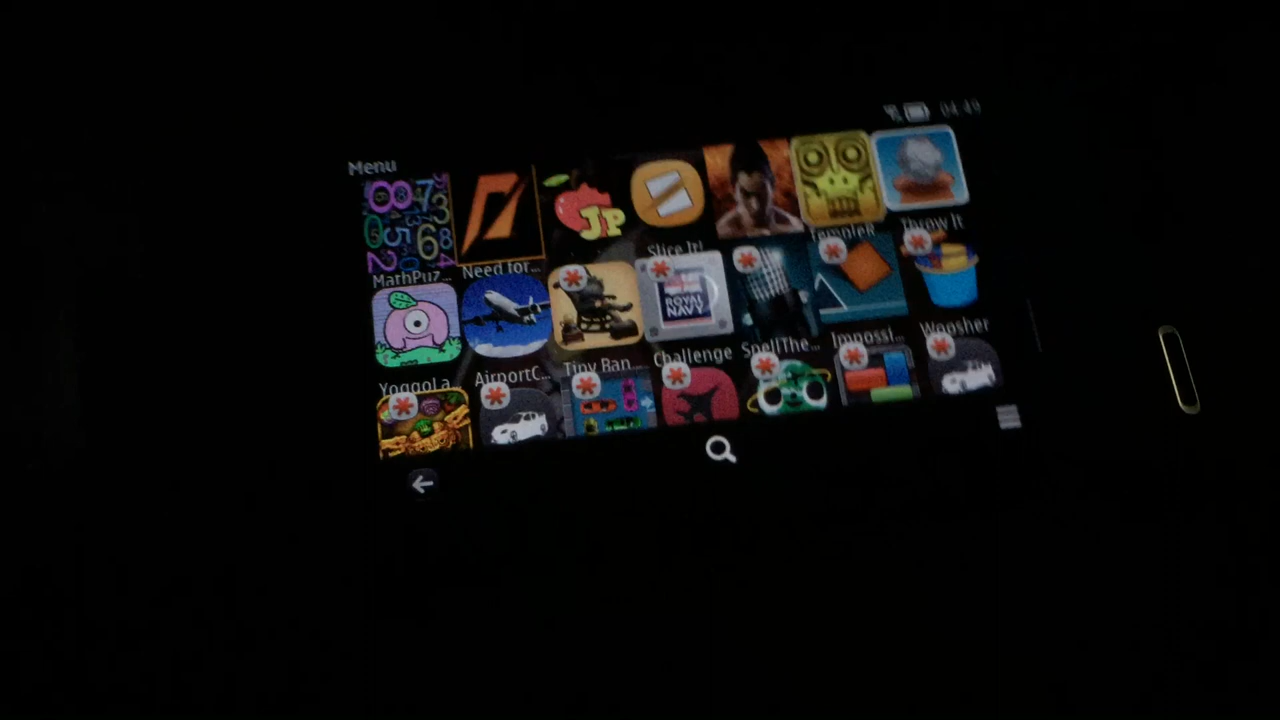 04:49
Menu
JP
MathPuz...
Need for...
Slice It!
TempleR
Throw It
ROYAL
NAVY
YoggoLa...
AirportC...
Tiny Ban...
Challenge
SpellThe...
Impossi...
Woosher